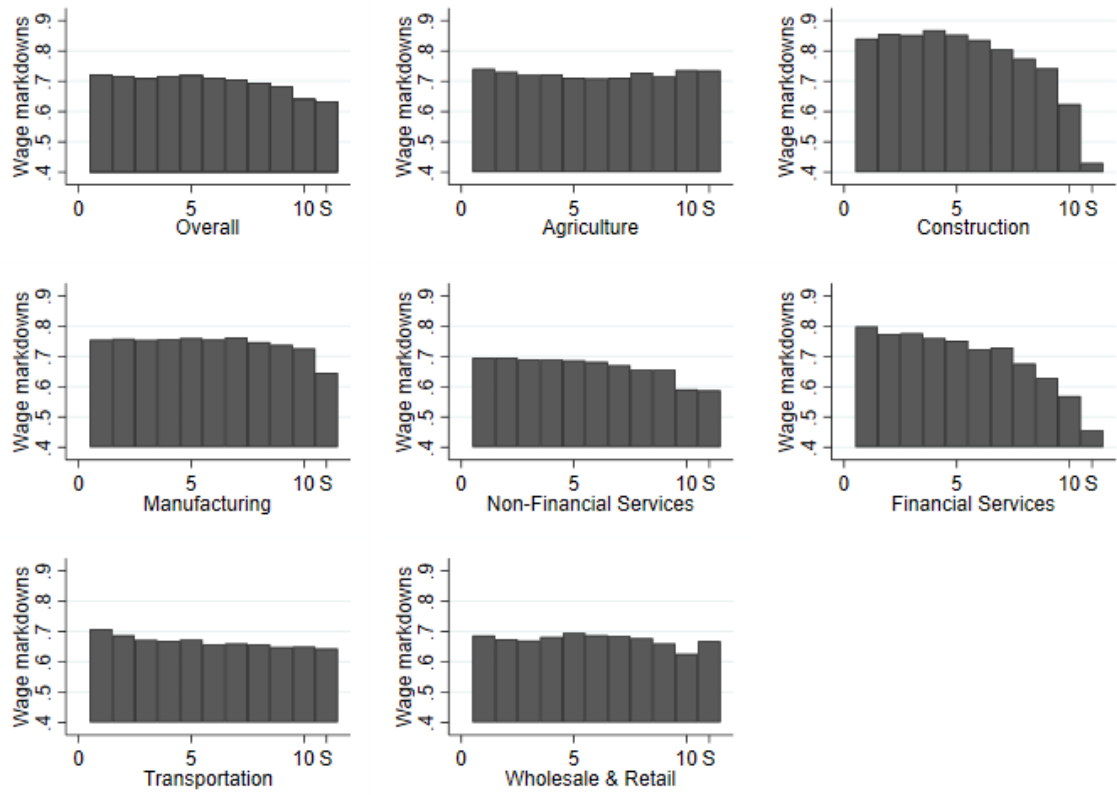 Wage markdowns
.9
.8
.7
.6
.5
.4
0 5 10 S
Overall
Wage markdowns
.9
.8
.7
.6
.5
.4
0 5 10 S
Agriculture
Wage markdowns
.9
.8
.7
.6
.5
.4
0 5 10 S
Construction
Wage markdowns
.9
.8
.7
.6
.5
.4
0 5 10 S
Manufacturing
Wage markdowns
.9
.8
.7
.6
.5
.4
0 5 10 S
Non-Financial Services
Wage markdowns
.9
.8
.7
.6
.5
.4
0 5 10 S
Financial Services
Wage markdowns
.9
.8
.7
.6
.5
.4
0 5 10 S
Transportation
Wage markdowns
.9
.8
.7
.6
.5
.4
0 5 10 S
Wholesale & Retail